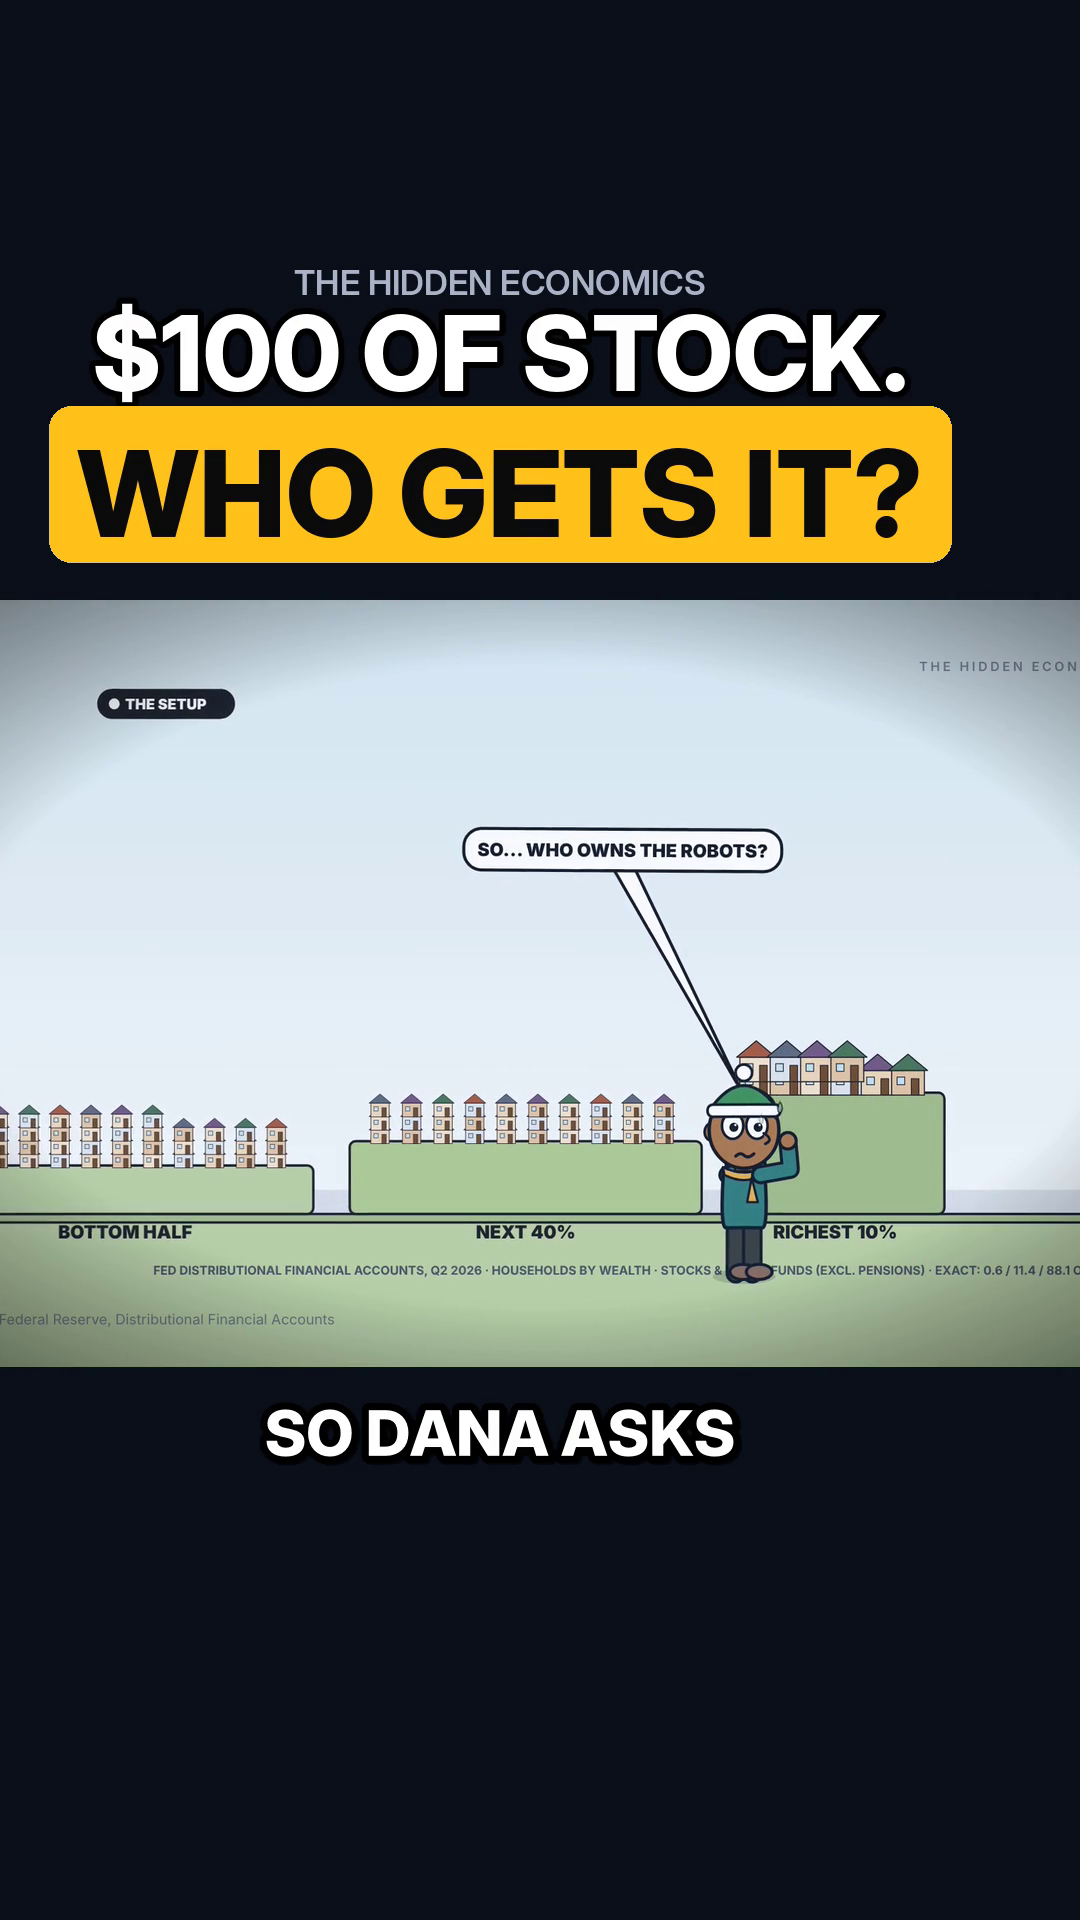 THE HIDDEN ECONOMICS
$100 OF STOCK.
WHO GETS IT?
THE HIDDEN ECON
THE SETUP
SO... WHO OWNS THE ROBOTS?
BOTTOM HALF
NEXT 40%
RICHEST 10%
FED DISTRIBUTIONAL FINANCIAL ACCOUNTS, Q2 2026 · HOUSEHOLDS BY WEALTH · STOCKS & FUNDS (EXCL. PENSIONS) · EXACT: 0.6 / 11.4 / 88.1
Federal Reserve, Distributional Financial Accounts
SO DANA ASKS